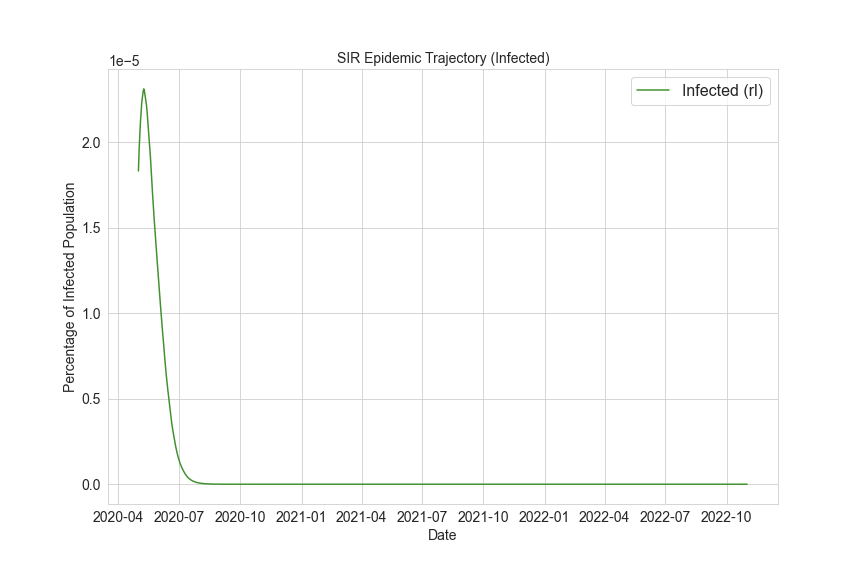 SIR Epidemic Trajectory (Infected)
1e−5
Infected (rl)
2.0
1.5
1.0
0.5
0.0
Percentage of Infected Population
2020-04 2020-07 2020-10 2021-01 2021-04 2021-07 2021-10 2022-01 2022-04 2022-07 2022-10
Date